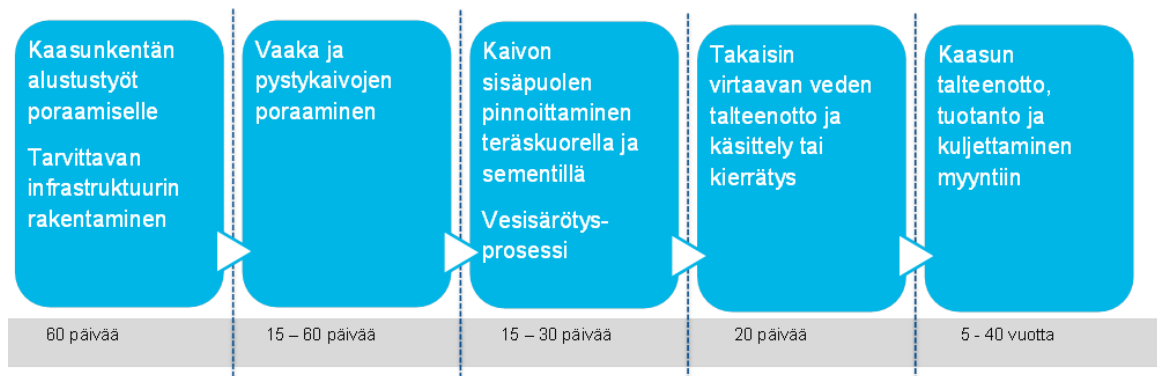 Kaasunkentän
alustustyöt
poraamiselle
Tarvittavan
infrastruktuurin
rakentaminen
Vaaka ja
pystykaivojen
poraaminen
Kaivon
sisäpuolen
pinnoittaminen
teräskuorella ja
sementillä
Vesisärötys-
prosessi
Takaisin
virtaavan veden
talteenotto ja
käsittely tai
kierrätys
Kaasun
talteenotto,
tuotanto ja
kuljettaminen
myyntiin
60 päivää
15 – 60 päivää
15 – 30 päivää
20 päivää
5 - 40 vuotta